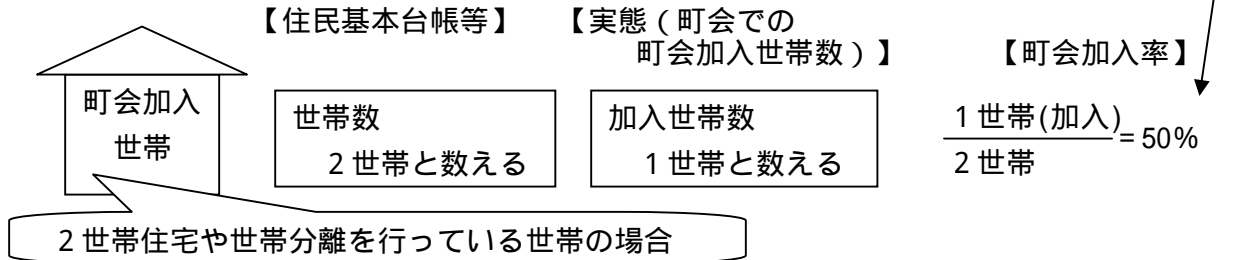 【住民基本台帳等】
【実態（町会での
町会加入世帯数）】
【町会加入率】
町会加入
世帯
世帯数
2世帯と数える
加入世帯数
1世帯と数える
1世帯(加入)
2世帯
=50%
2世帯住宅や世帯分離を行っている世帯の場合